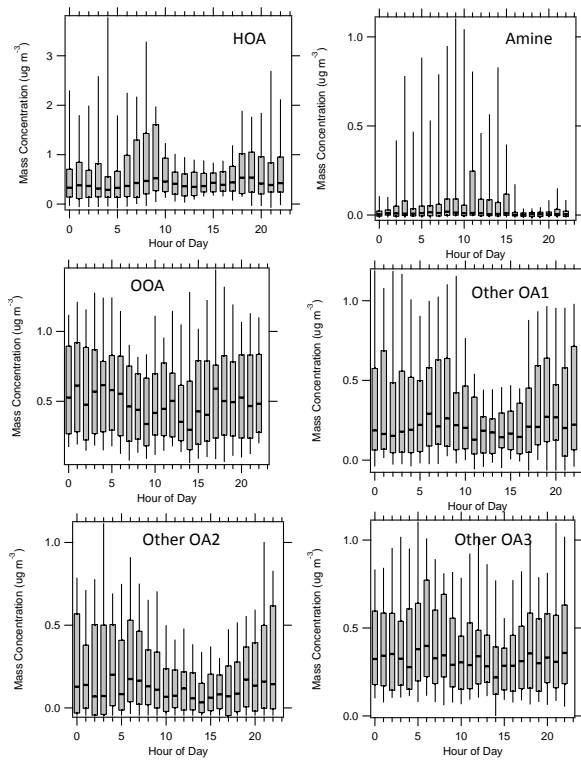 HOA
Mass Concentration (ug m⁻³)
3
2
1
0
0 5 10 15 20
Hour of Day
Amine
Mass Concentration (ug m⁻³)
1.0
0.5
0.0
0 5 10 15 20
Hour of Day
OOA
Mass Concentration (ug m⁻³)
1.0
0.5
0 5 10 15 20
Hour of Day
Other OA1
Mass Concentration (ug m⁻³)
1.0
0.5
0.0
0 5 10 15 20
Hour of Day
Other OA2
Mass Concentration (ug m⁻³)
1.0
0.5
0.0
0 5 10 15 20
Hour of Day
Other OA3
Mass Concentration (ug m⁻³)
1.0
0.5
0.0
0 5 10 15 20
Hour of Day